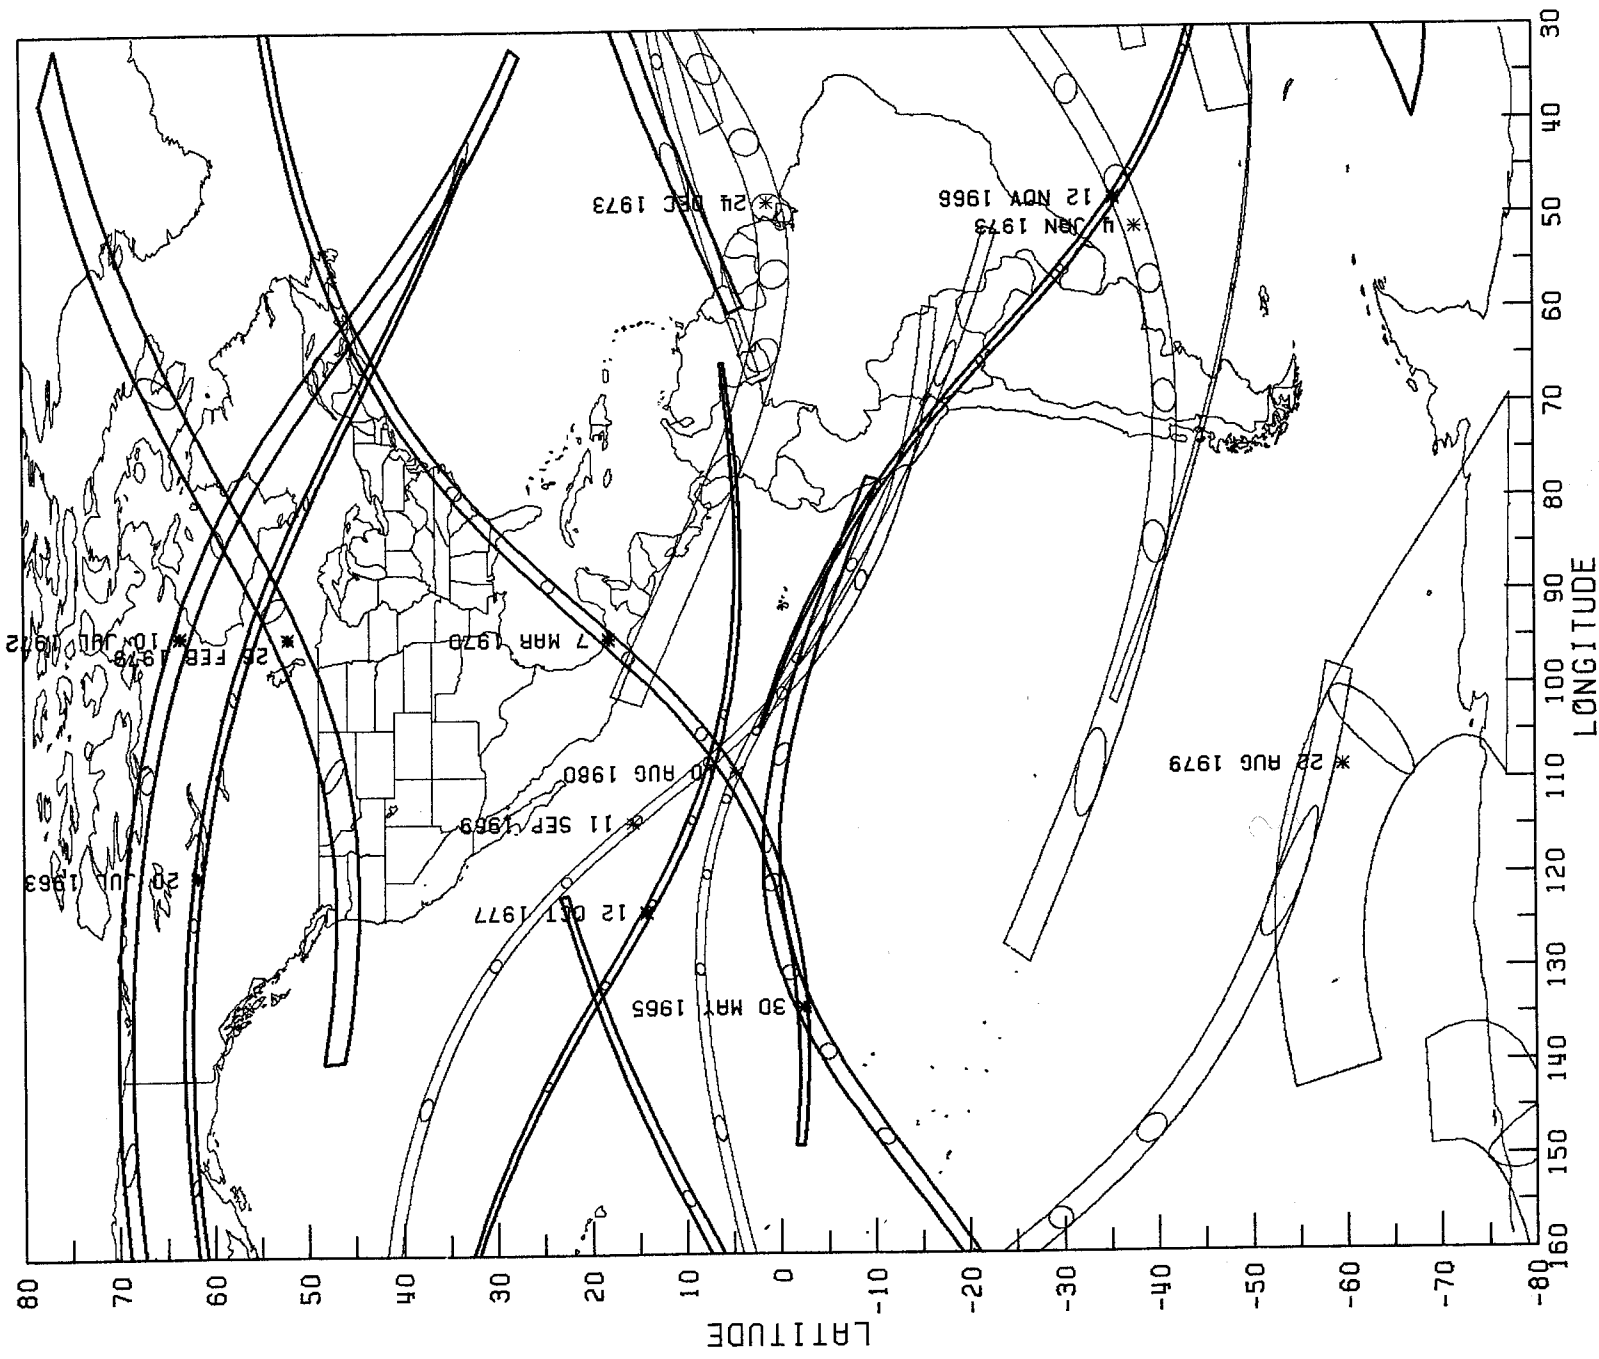 80
70
60
50
40
30
20
10
0
-10
-20
-30
-40
-50
-60
-70
-80
LATITUDE
160
150
140
130
120
110
100
90
80
70
60
50
40
30
LONGITUDE
20 JUL 1963
10 JUL 1972
26 FEB 1979
7 MAR 1970
24 DEC 1973
12 NOV 1966
4 JAN 1973
10 AUG 1980
11 SEP 1969
12 OCT 1977
30 MAY 1965
22 AUG 1979